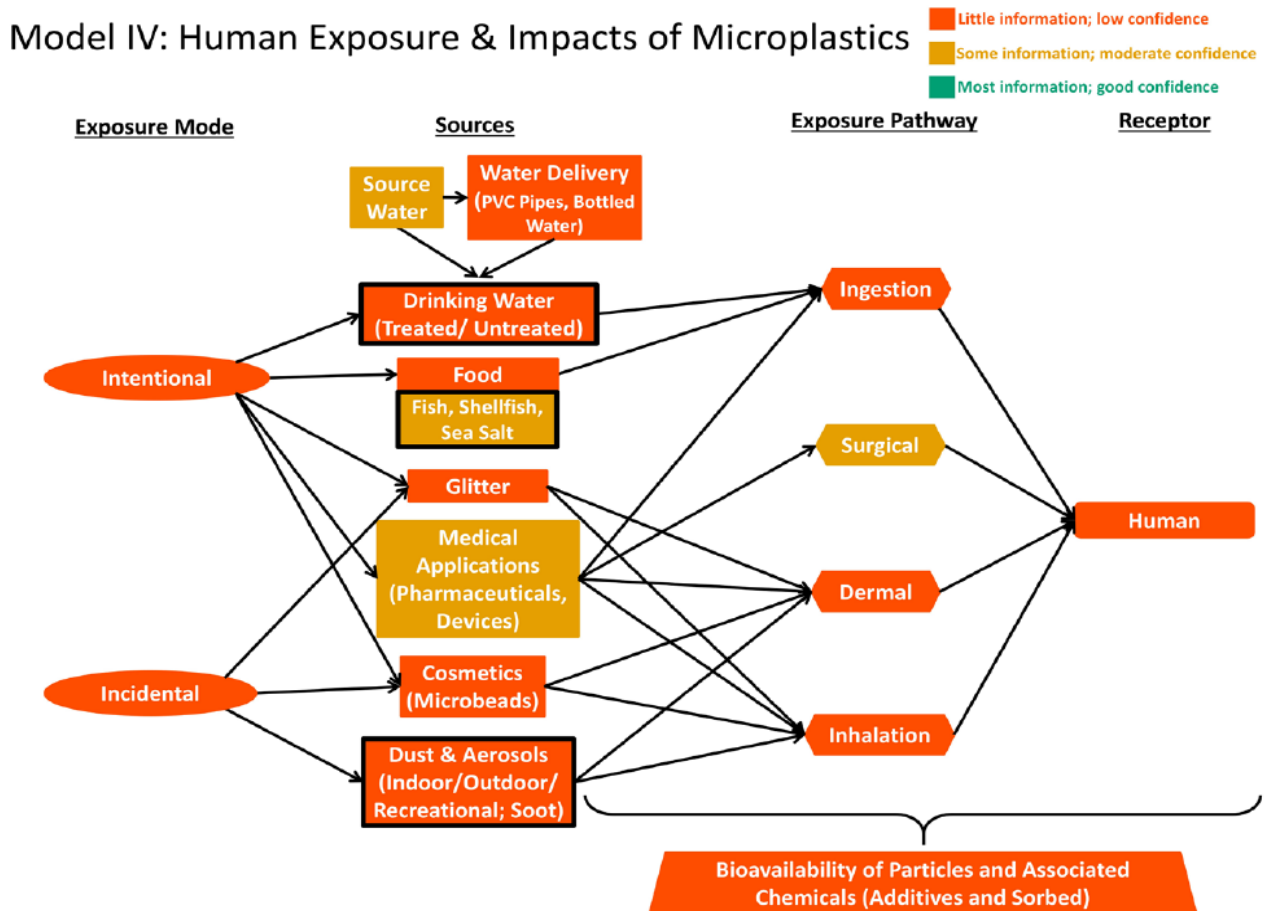 Model IV: Human Exposure & Impacts of Microplastics
Little information; low confidence
Some information; moderate confidence
Most information; good confidence
Exposure Mode
Sources
Exposure Pathway
Receptor
Source
Water
Water Delivery
(PVC Pipes, Bottled
Water)
Drinking Water
(Treated/ Untreated)
Ingestion
Intentional
Food
Fish, Shellfish,
Sea Salt
Surgical
Glitter
Human
Medical
Applications
(Pharmaceuticals,
Devices)
Dermal
Incidental
Cosmetics
(Microbeads)
Inhalation
Dust & Aerosols
(Indoor/Outdoor/
Recreational; Soot)
Bioavailability of Particles and Associated
Chemicals (Additives and Sorbed)